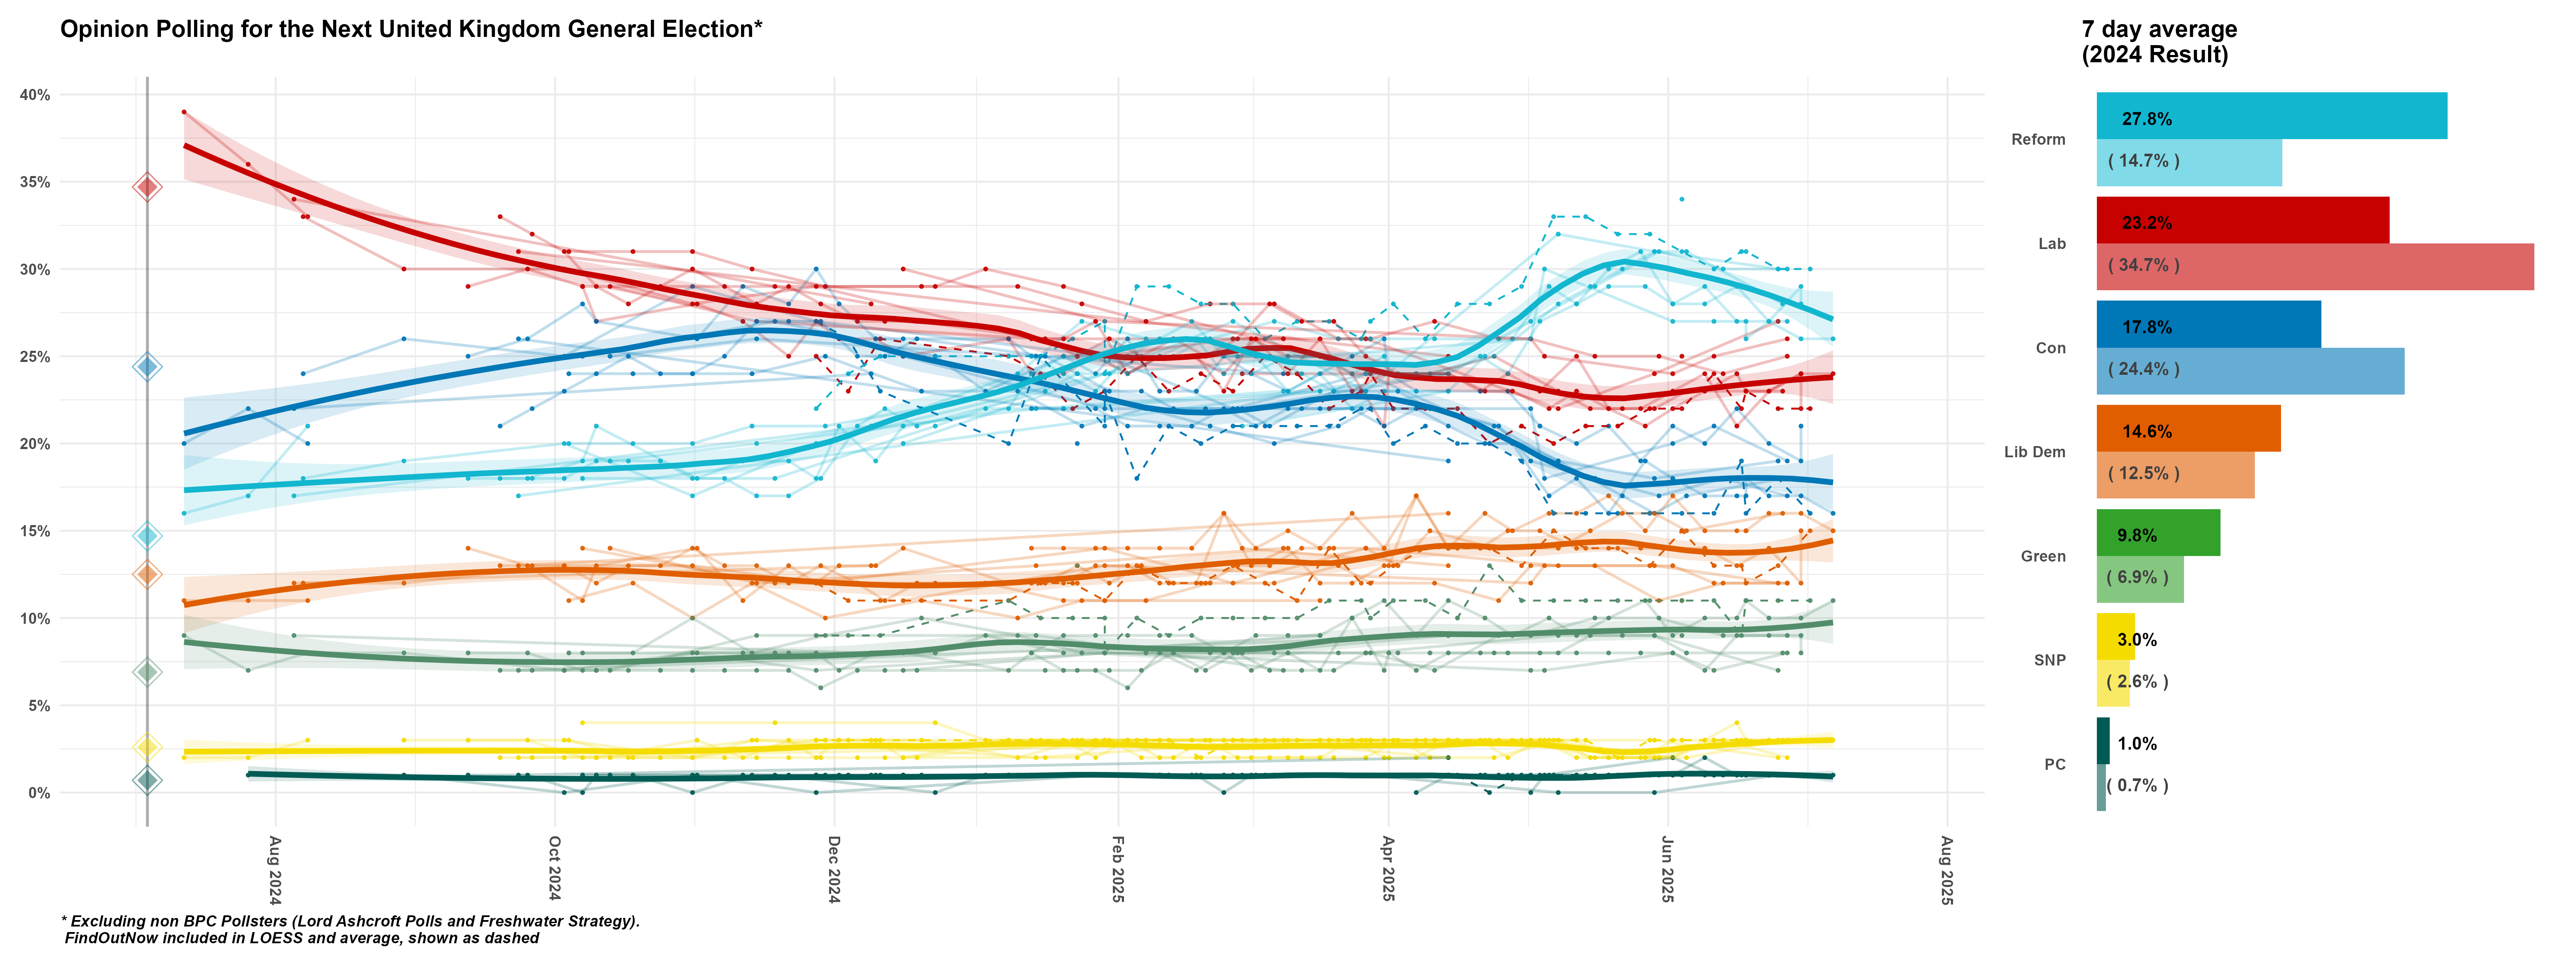 Opinion Polling for the Next United Kingdom General Election*
7 day average
(2024 Result)
40%
35%
30%
25%
20%
15%
10%
5%
0%
Aug 2024
Oct 2024
Dec 2024
Feb 2025
Apr 2025
Jun 2025
Aug 2025
Reform
27.8%
( 14.7% )
Lab
23.2%
( 34.7% )
Con
17.8%
( 24.4% )
Lib Dem
14.6%
( 12.5% )
Green
9.8%
( 6.9% )
SNP
3.0%
( 2.6% )
PC
1.0%
( 0.7% )
* Excluding non BPC Pollsters (Lord Ashcroft Polls and Freshwater Strategy).
FindOutNow included in LOESS and average, shown as dashed